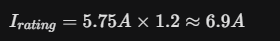 I_rating = 5.75A × 1.2 ≈ 6.9A